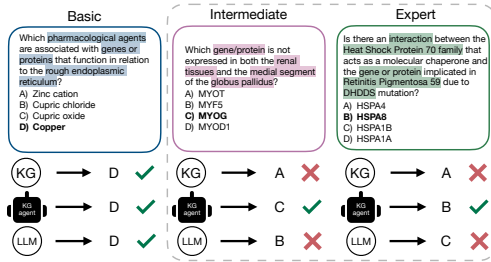 Basic
Which pharmacological agents
are associated with genes or
proteins that function in relation
to the rough endoplasmic
reticulum?
A) Zinc cation
B) Cupric chloride
C) Cupric oxide
D) Copper
KG
D
KG
agent
D
LLM
D
Intermediate
Which gene/protein is not
expressed in both the renal
tissues and the medial segment
of the globus pallidus?
A) MYOT
B) MYF5
C) MYOG
D) MYOD1
KG
A
KG
agent
C
LLM
B
Expert
Is there an interaction between the
Heat Shock Protein 70 family that
acts as a molecular chaperone and
the gene or protein implicated in
Retinitis Pigmentosa 59 due to
DHDDS mutation?
A) HSPA4
B) HSPA8
C) HSPA1B
D) HSPA1A
KG
A
KG
agent
B
LLM
C